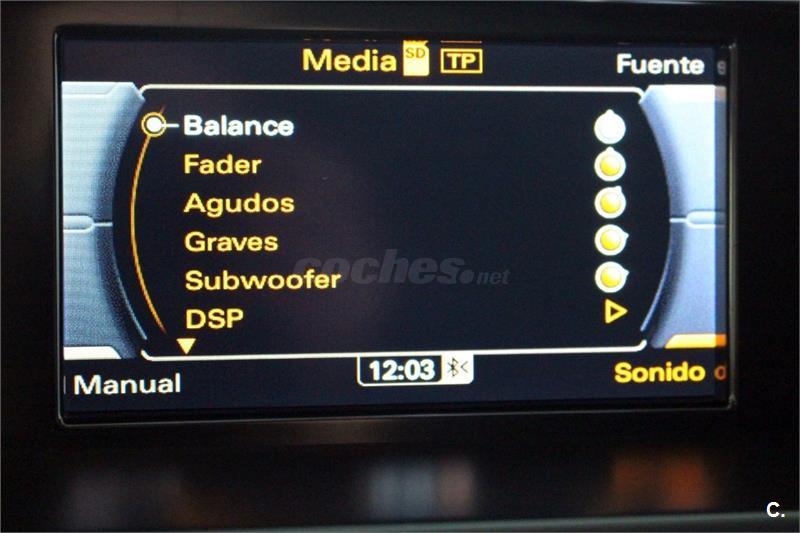 Media SD TP
Fuente
Balance
Fader
Agudos
Graves
Subwoofer
DSP
coches.net
Manual
12:03
Sonido
C.